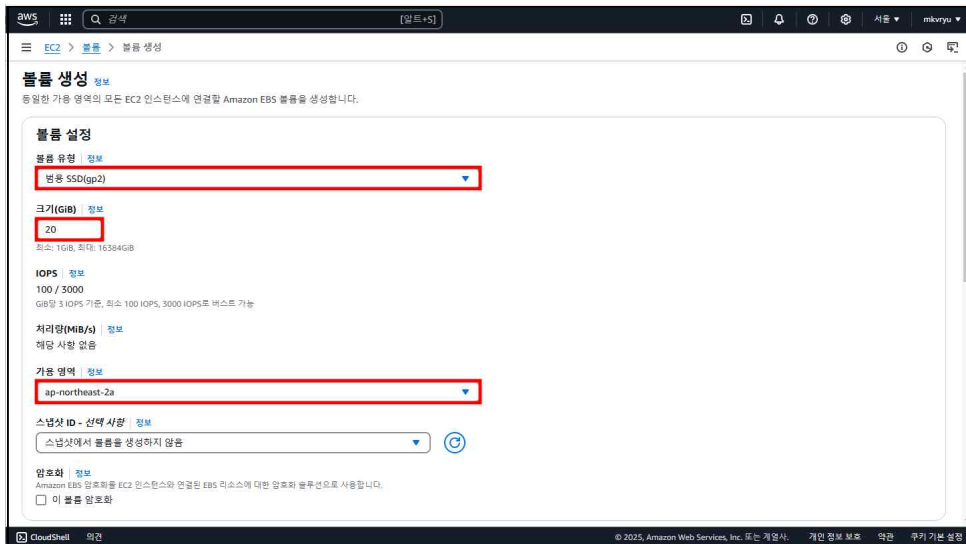 aws
검색 [알트+S] 서울 ▼ mkvryu ▼
EC2 > 볼륨 > 볼륨 생성
볼륨 생성 정보
동일한 가용 영역의 모든 EC2 인스턴스에 연결할 Amazon EBS 볼륨을 생성합니다.
볼륨 설정
볼륨 유형 | 정보
범용 SSD(gp2)
크기(GiB) | 정보
20
최소: 1GiB, 최대: 16384GiB
IOPS | 정보
100 / 3000
GiB당 3 IOPS 기준, 최소 100 IOPS, 3000 IOPS로 버스트 가능
처리량(MiB/s) | 정보
해당 사항 없음
가용 영역 | 정보
ap-northeast-2a
스냅샷 ID - 선택 사항 | 정보
스냅샷에서 볼륨을 생성하지 않음
암호화 | 정보
Amazon EBS 암호화를 EC2 인스턴스와 연결된 EBS 리소스에 대한 암호화 솔루션으로 사용합니다.
이 볼륨 암호화
CloudShell 의견 © 2025, Amazon Web Services, Inc. 또는 계열사. 개인 정보 보호 약관 쿠키 기본 설정